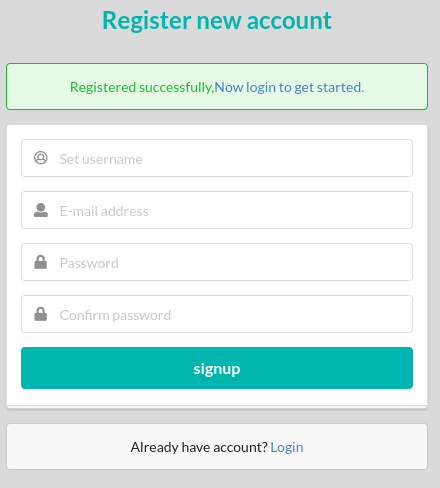 Register new account
Registered successfully,Now login to get started.
Set username
E-mail address
Password
Confirm password
signup
Already have account? Login